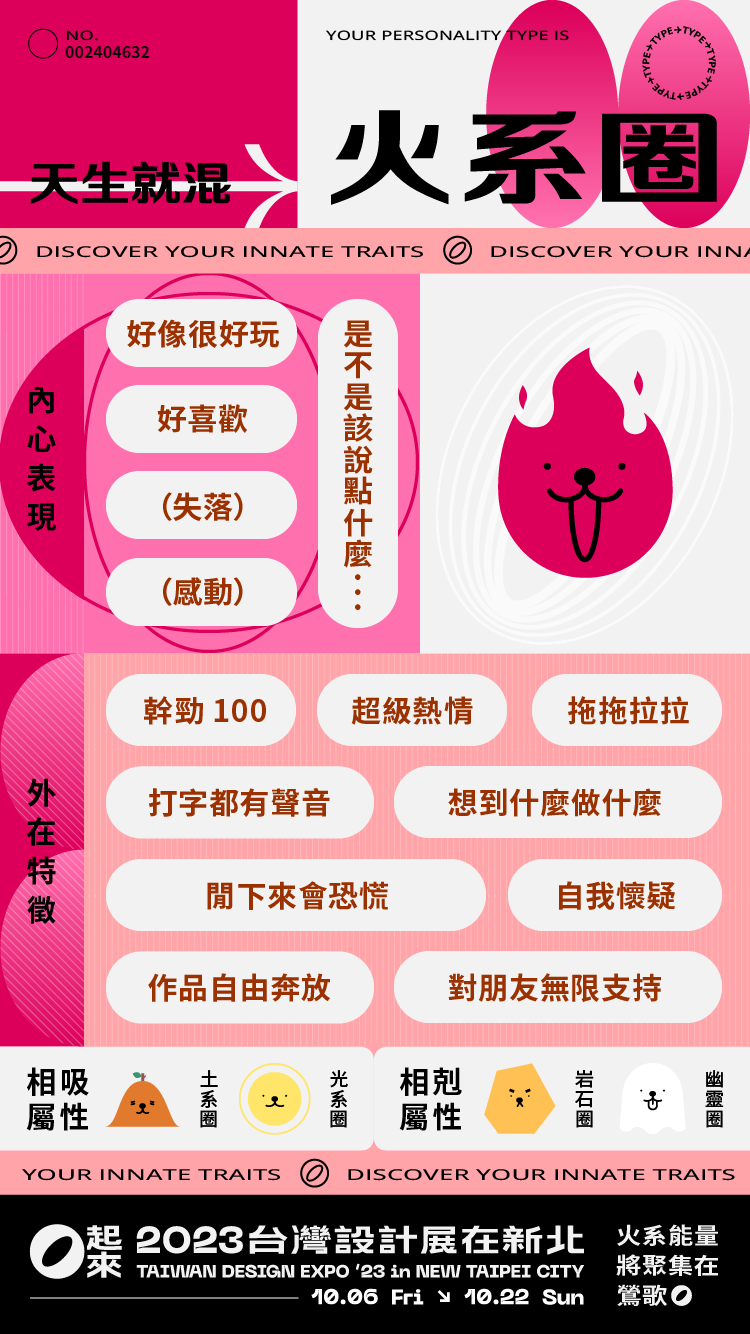 NO.
002404632
天生就混
YOUR PERSONALITY TYPE IS
TYPE→TYPE→TYPE→TYPE→TYPE→TYPE→TYPE→
火系圈
DISCOVER YOUR INNATE TRAITS DISCOVER YOUR INNA
內心表現
好像很好玩
好喜歡
（失落）
（感動）
是不是該說點什麼...
外在特徵
幹勁 100
超級熱情
拖拖拉拉
打字都有聲音
想到什麼做什麼
閒下來會恐慌
自我懷疑
作品自由奔放
對朋友無限支持
相吸
屬性
土系圈
光系圈
相剋
屬性
岩石圈
幽靈圈
YOUR INNATE TRAITS DISCOVER YOUR INNATE TRAITS
起來
2023台灣設計展在新北
TAIWAN DESIGN EXPO '23 in NEW TAIPEI CITY
10.06 Fri ↘ 10.22 Sun
火系能量
將聚集在
鶯歌